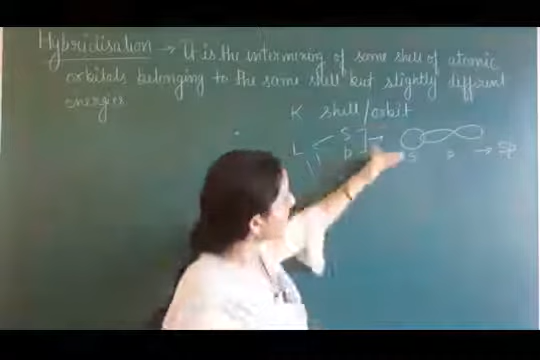 Hybridisation → It is the intermixing of some shell of atomic
orbitals belonging to the same shell but slightly different
energies
K shell/orbit
L S
p → S p → Sp